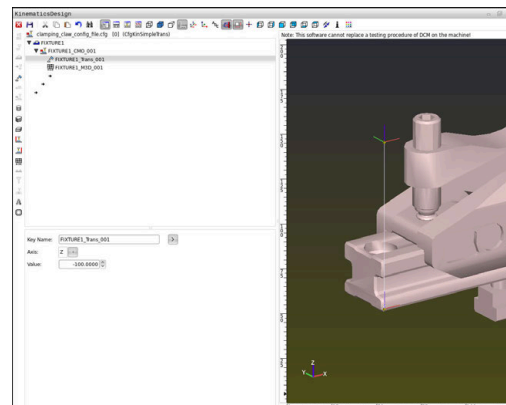 KinematicsDesign
clamping_claw_config_file.cfg [0] (CfgKinSimpleTrans)
FIXTURE1
FIXTURE1_CMO_001
FIXTURE1_Trans_001
FIXTURE1_M3D_001
Note: This software cannot replace a testing procedure of DCM on the machine!
Key Name: FIXTURE1_Trans_001
Axis: Z
Value: -100.0000
Z
Y
X